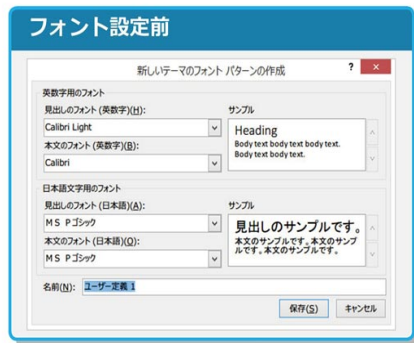 フォント設定前
新しいテーマのフォント パターンの作成
? ×
英数字用のフォント
見出しのフォント (英数字)(H):
サンプル
Calibri Light
Heading
Body text body text body text.
Body text body text.
本文のフォント (英数字)(B):
Calibri
日本語文字用のフォント
見出しのフォント (日本語)(A):
サンプル
ＭＳ Ｐゴシック
見出しのサンプルです。
本文のサンプルです。本文のサンプ
ルです。本文のサンプルです。
本文のフォント (日本語)(O):
ＭＳ Ｐゴシック
名前(N): ユーザー定義 1
保存(S) キャンセル